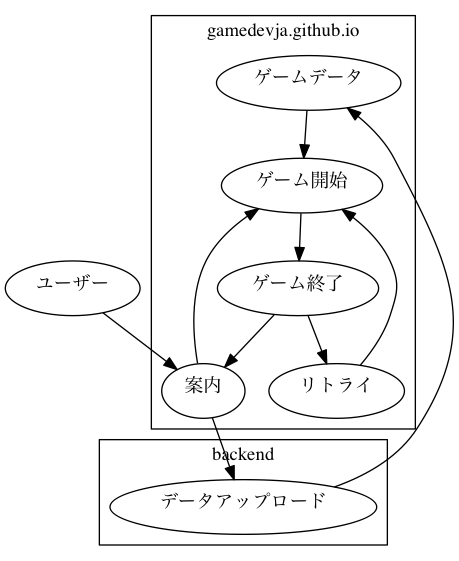 gamedevja.github.io
ゲームデータ
ゲーム開始
ゲーム終了
ユーザー
案内
リトライ
backend
データアップロード